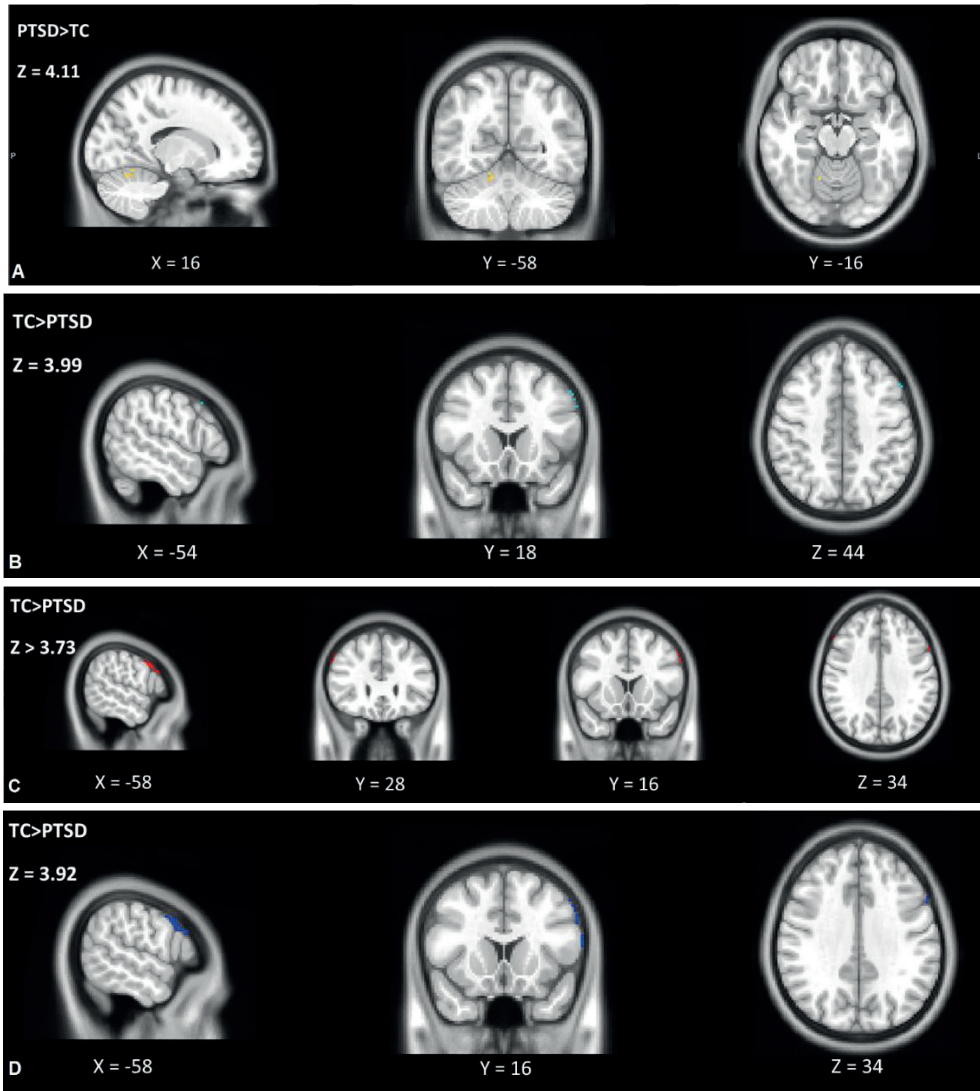 PTSD>TC
Z = 4.11
P
L
X = 16
Y = -58
Y = -16
A
TC>PTSD
Z = 3.99
X = -54
Y = 18
Z = 44
B
TC>PTSD
Z > 3.73
X = -58
Y = 28
Y = 16
Z = 34
C
TC>PTSD
Z = 3.92
X = -58
Y = 16
Z = 34
D